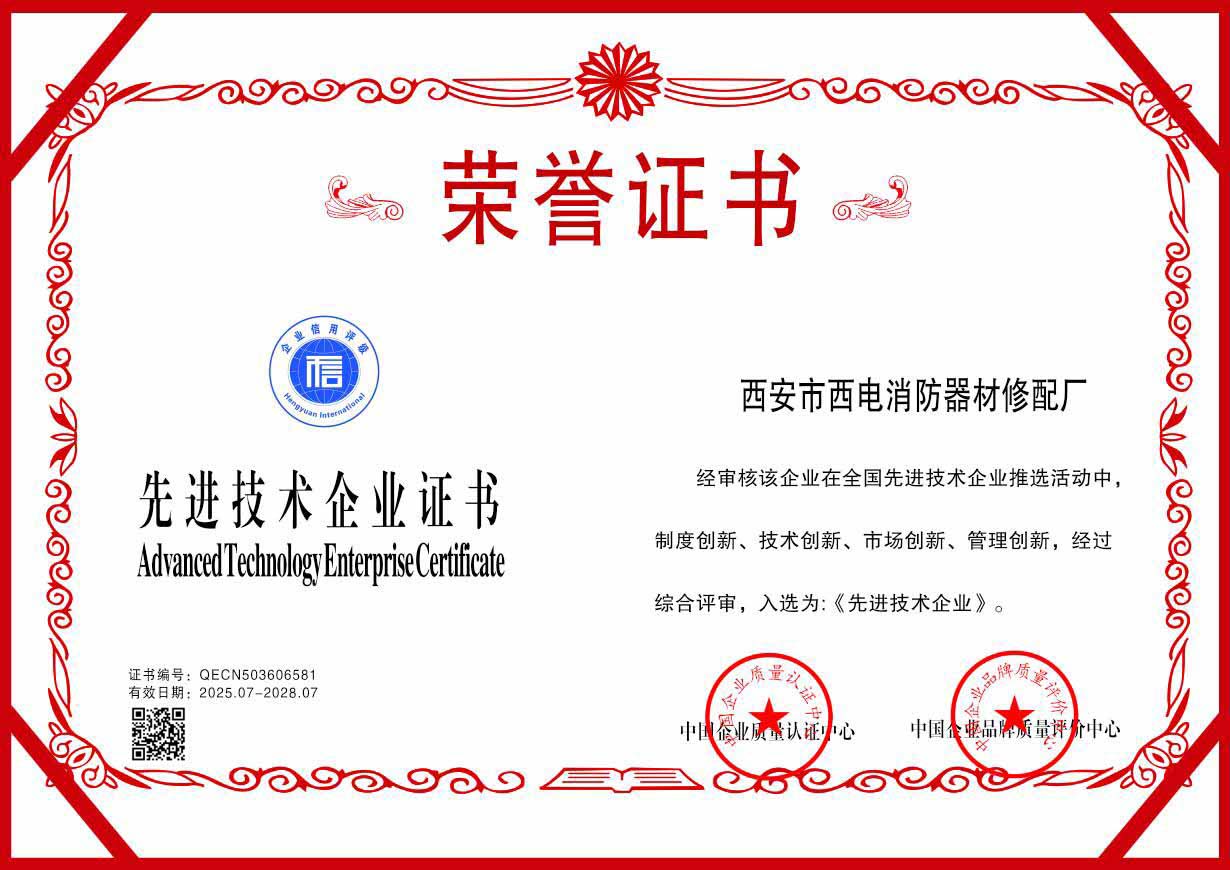 荣誉证书
企业信用评级
信
Hengyuan International
先进技术企业证书
Advanced Technology Enterprise Certificate
证书编号：QECN503606581
有效日期：2025.07-2028.07
西安市西电消防器材修配厂
经审核该企业在全国先进技术企业推选活动中，
制度创新、技术创新、市场创新、管理创新，经过
综合评审，入选为:《先进技术企业》。
中国企业质量认证中心
中国企业质量认证中心
中国企业品牌质量评价中心
中国企业品牌质量评价中心